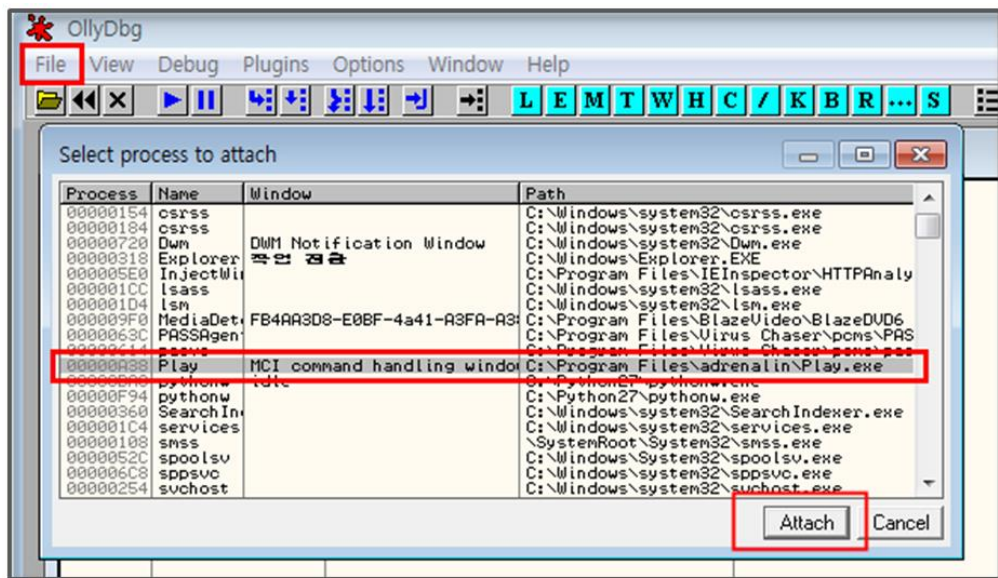 OllyDbg
File View Debug Plugins Options Window Help
L E M T W H C / K B R ... S
Select process to attach
Process Name Window Path
00000154 csrss C:\Windows\system32\csrss.exe
00000184 csrss C:\Windows\system32\csrss.exe
00000720 Dwm DWM Notification Window C:\Windows\system32\Dwm.exe
00000318 Explorer 작업 전환 C:\Windows\Explorer.EXE
000005E0 InjectWi C:\Program Files\IEInspector\HTTPAnaly
000001CC lsass C:\Windows\system32\lsass.exe
000001D4 lsm C:\Windows\system32\lsm.exe
000009F0 MediaDet FB4AA3D8-E0BF-4a41-A3FA-A3 C:\Program Files\BlazeVideo\BlazeDVD6
0000063C PASSAgen C:\Program Files\Virus Chaser\pcms\PAS
00000A38 Play MCI command handling windo C:\Program Files\adrenalin\Play.exe
pythonw idle C:\Python27\pythonw.exe
00000F94 pythonw C:\Python27\pythonw.exe
00000360 SearchIn C:\Windows\system32\SearchIndexer.exe
000001C4 services C:\Windows\system32\services.exe
00000108 smss \SystemRoot\System32\smss.exe
0000052C spoolsv C:\Windows\System32\spoolsv.exe
000006C8 sppsvc C:\Windows\system32\sppsvc.exe
00000254 svchost C:\Windows\system32\svchost.exe
Attach Cancel